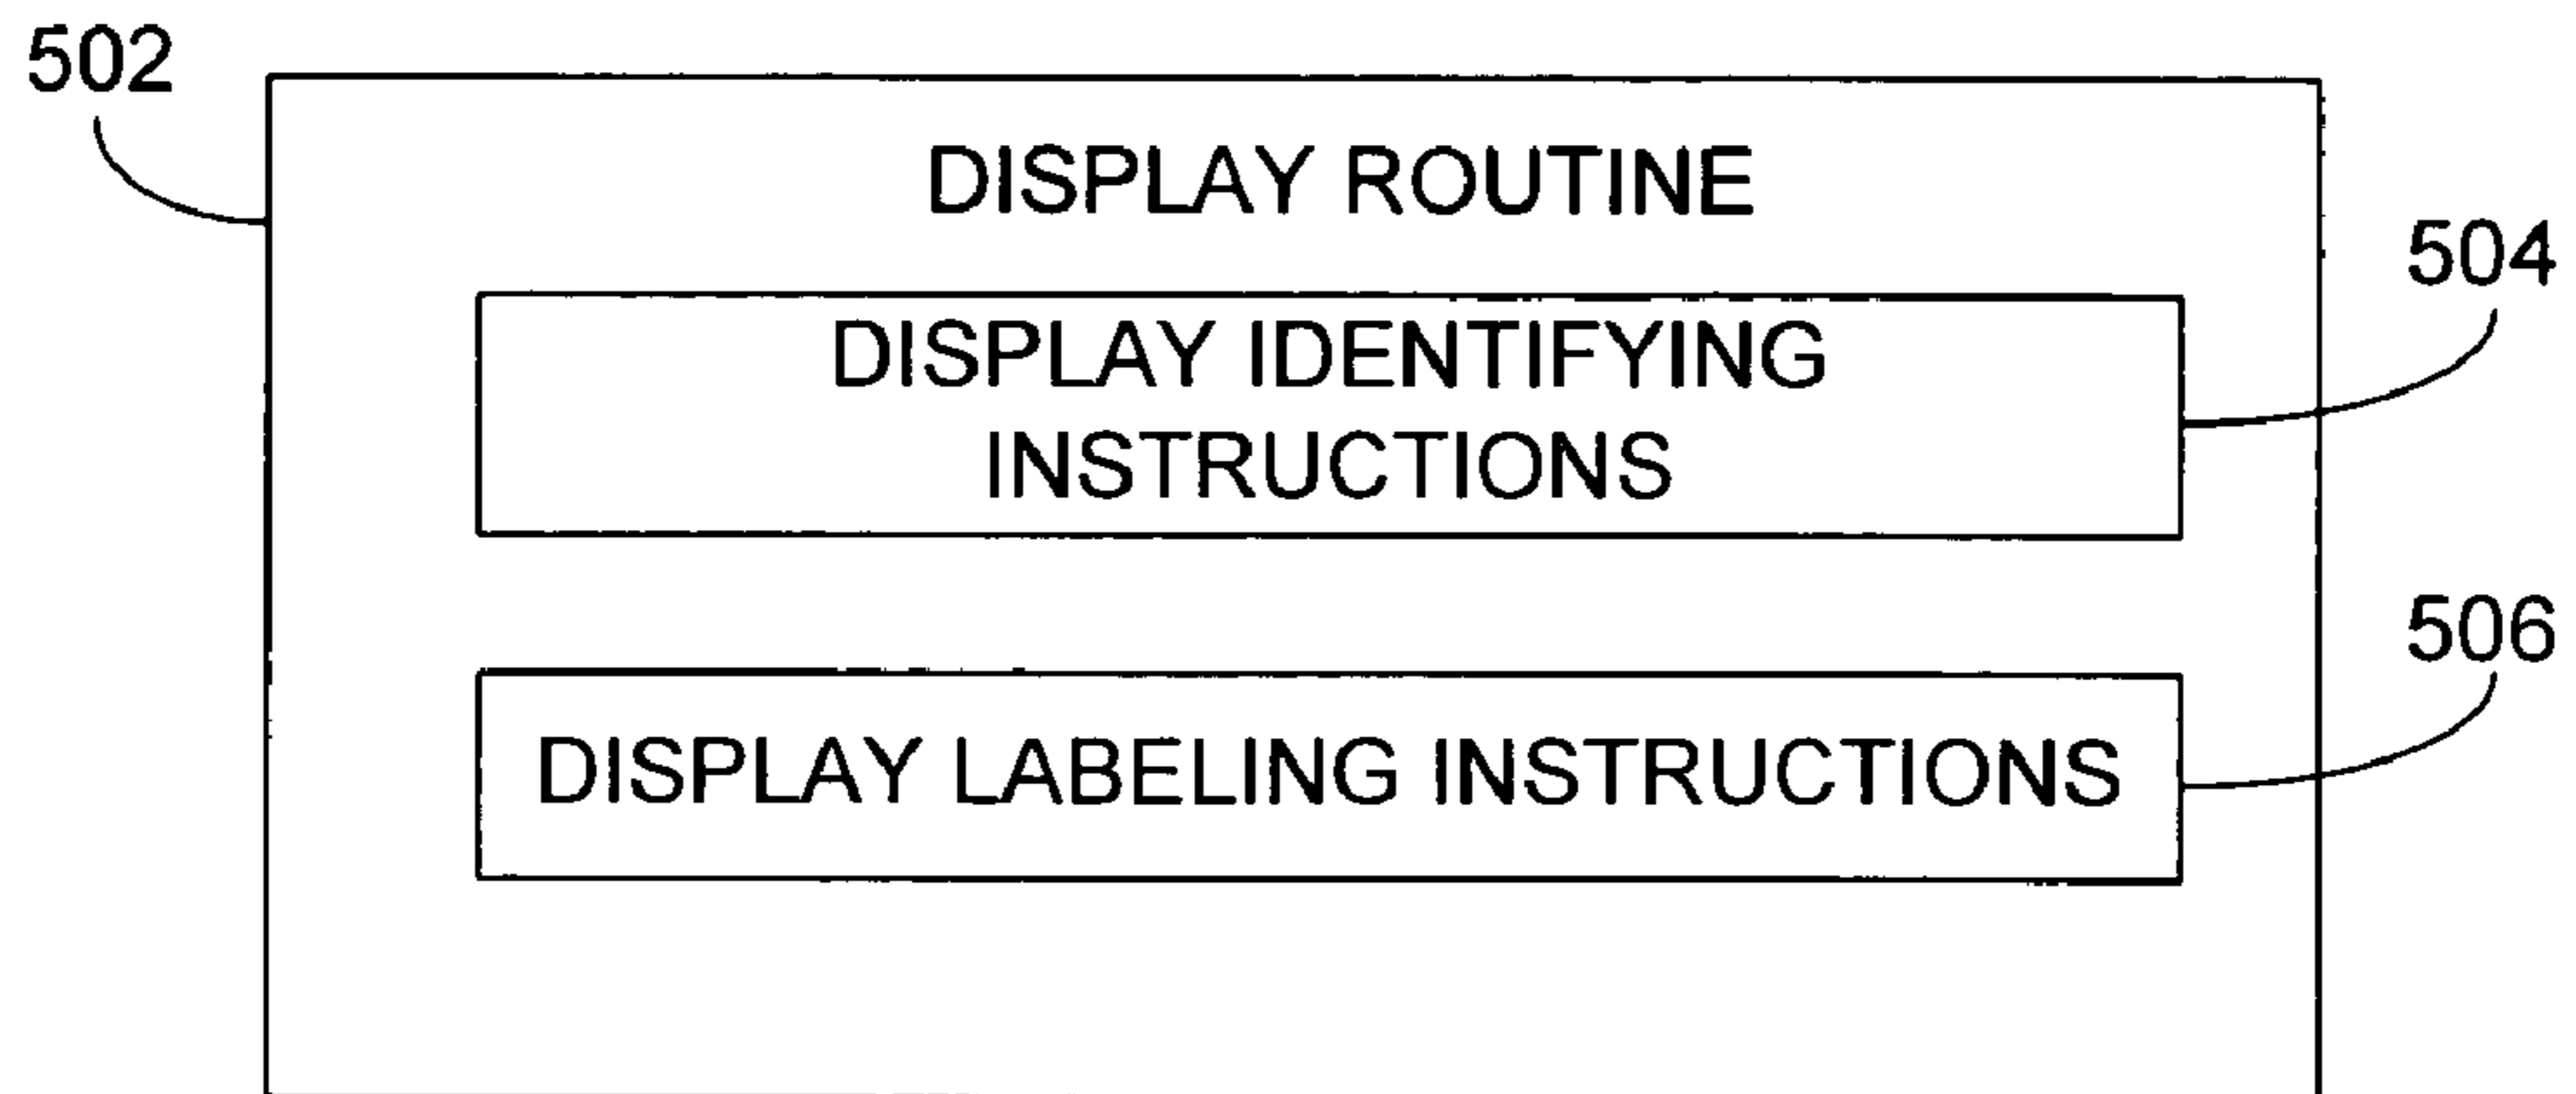 502
DISPLAY ROUTINE
504
DISPLAY IDENTIFYING
INSTRUCTIONS
506
DISPLAY LABELING INSTRUCTIONS